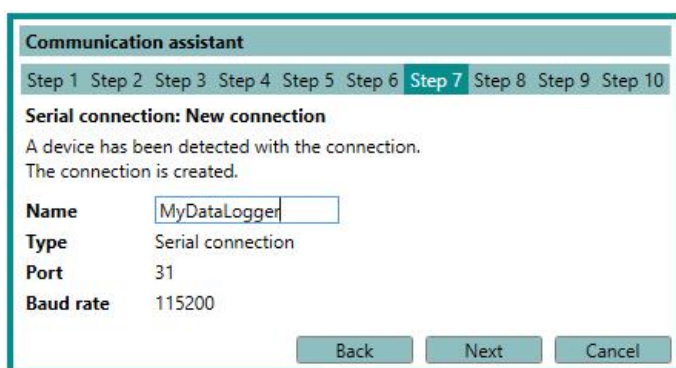 Communication assistant
Step 1 Step 2 Step 3 Step 4 Step 5 Step 6 Step 7 Step 8 Step 9 Step 10
Serial connection: New connection
A device has been detected with the connection.
The connection is created.
Name MyDataLogger
Type Serial connection
Port 31
Baud rate 115200
Back Next Cancel